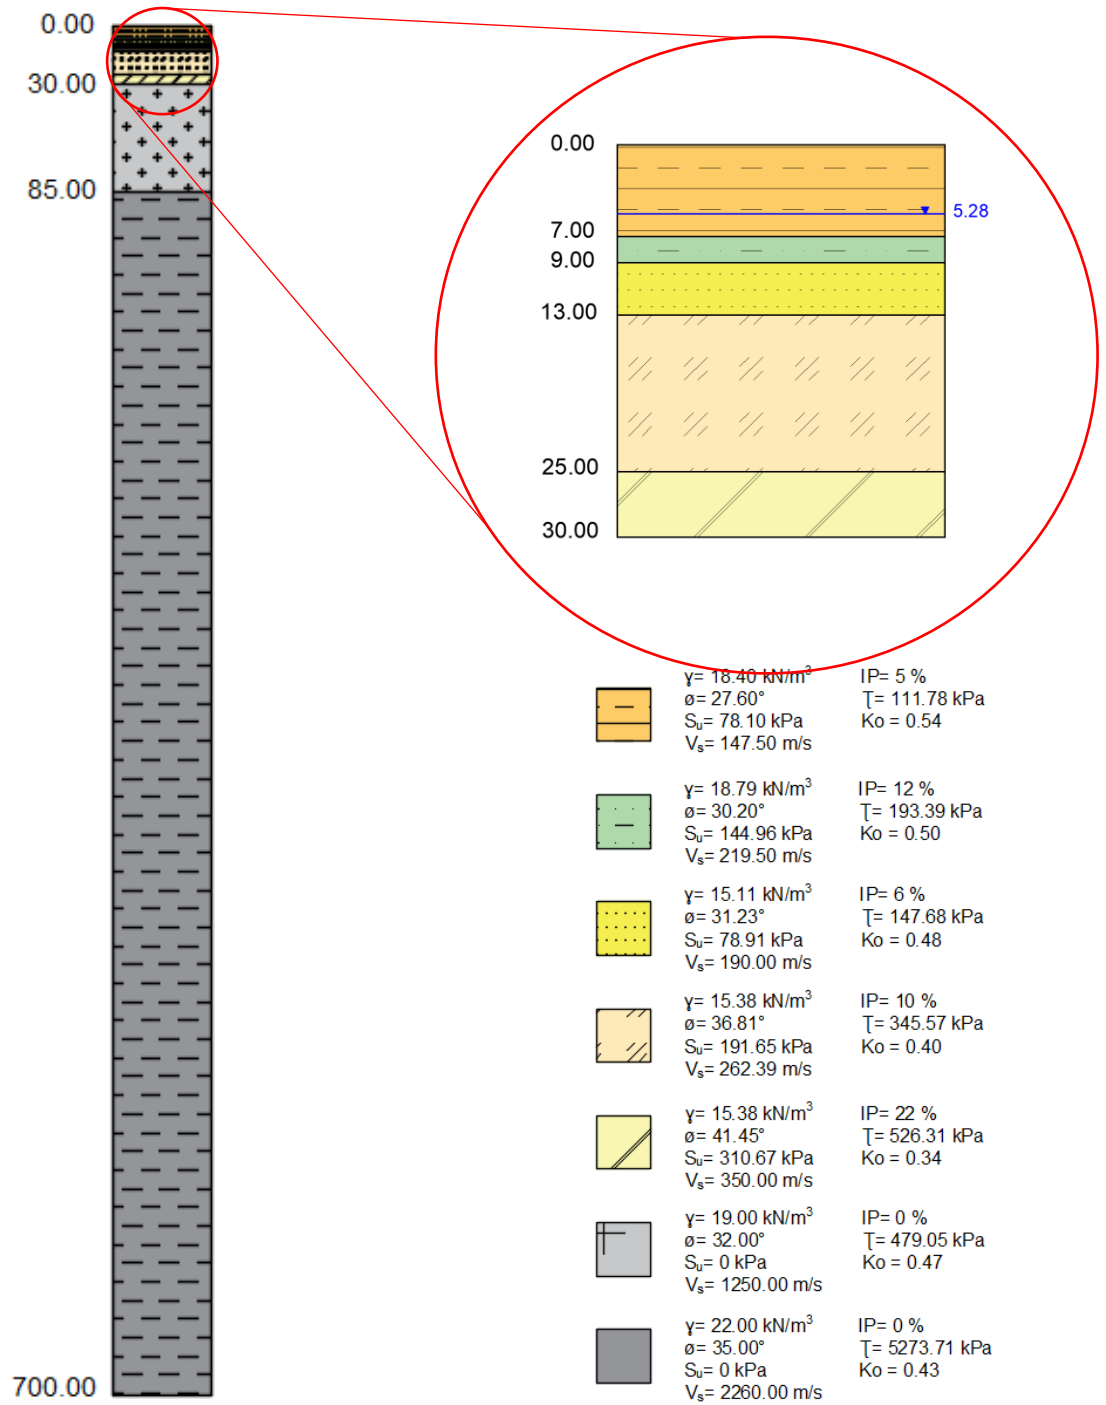 0.00
30.00
85.00
700.00
0.00
5.28
7.00
9.00
13.00
25.00
30.00
ɣ= 18.40 kN/m³ IP= 5 %
ø= 27.60° Ʈ= 111.78 kPa
Sᵤ= 78.10 kPa Ko = 0.54
Vₛ= 147.50 m/s
ɣ= 18.79 kN/m³ IP= 12 %
ø= 30.20° Ʈ= 193.39 kPa
Sᵤ= 144.96 kPa Ko = 0.50
Vₛ= 219.50 m/s
ɣ= 15.11 kN/m³ IP= 6 %
ø= 31.23° Ʈ= 147.68 kPa
Sᵤ= 78.91 kPa Ko = 0.48
Vₛ= 190.00 m/s
ɣ= 15.38 kN/m³ IP= 10 %
ø= 36.81° Ʈ= 345.57 kPa
Sᵤ= 191.65 kPa Ko = 0.40
Vₛ= 262.39 m/s
ɣ= 15.38 kN/m³ IP= 22 %
ø= 41.45° Ʈ= 526.31 kPa
Sᵤ= 310.67 kPa Ko = 0.34
Vₛ= 350.00 m/s
ɣ= 19.00 kN/m³ IP= 0 %
ø= 32.00° Ʈ= 479.05 kPa
Sᵤ= 0 kPa Ko = 0.47
Vₛ= 1250.00 m/s
ɣ= 22.00 kN/m³ IP= 0 %
ø= 35.00° Ʈ= 5273.71 kPa
Sᵤ= 0 kPa Ko = 0.43
Vₛ= 2260.00 m/s